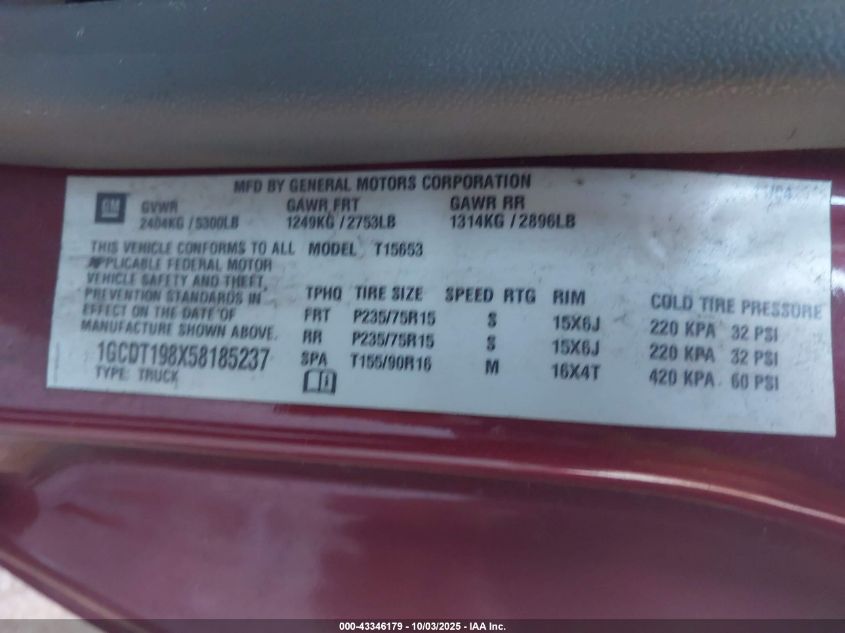 MFD BY GENERAL MOTORS CORPORATION
GM
GVWR GAWR FRT GAWR RR
2404KG / 5300LB 1249KG / 2753LB 1314KG / 2896LB
THIS VEHICLE CONFORMS TO ALL MODEL T15653
APPLICABLE FEDERAL MOTOR
VEHICLE SAFETY AND THEFT
PREVENTION STANDARDS IN
EFFECT ON THE DATE OF
MANUFACTURE SHOWN ABOVE.
1GCDT198X58185237
TYPE: TRUCK
TPHQ TIRE SIZE SPEED RTG RIM COLD TIRE PRESSURE
FRT P235/75R15 S 15X6J 220 KPA 32 PSI
RR P235/75R15 S 15X6J 220 KPA 32 PSI
SPA T155/90R16 M 16X4T 420 KPA 60 PSI
000-43346179 - 10/03/2025 - IAA Inc.